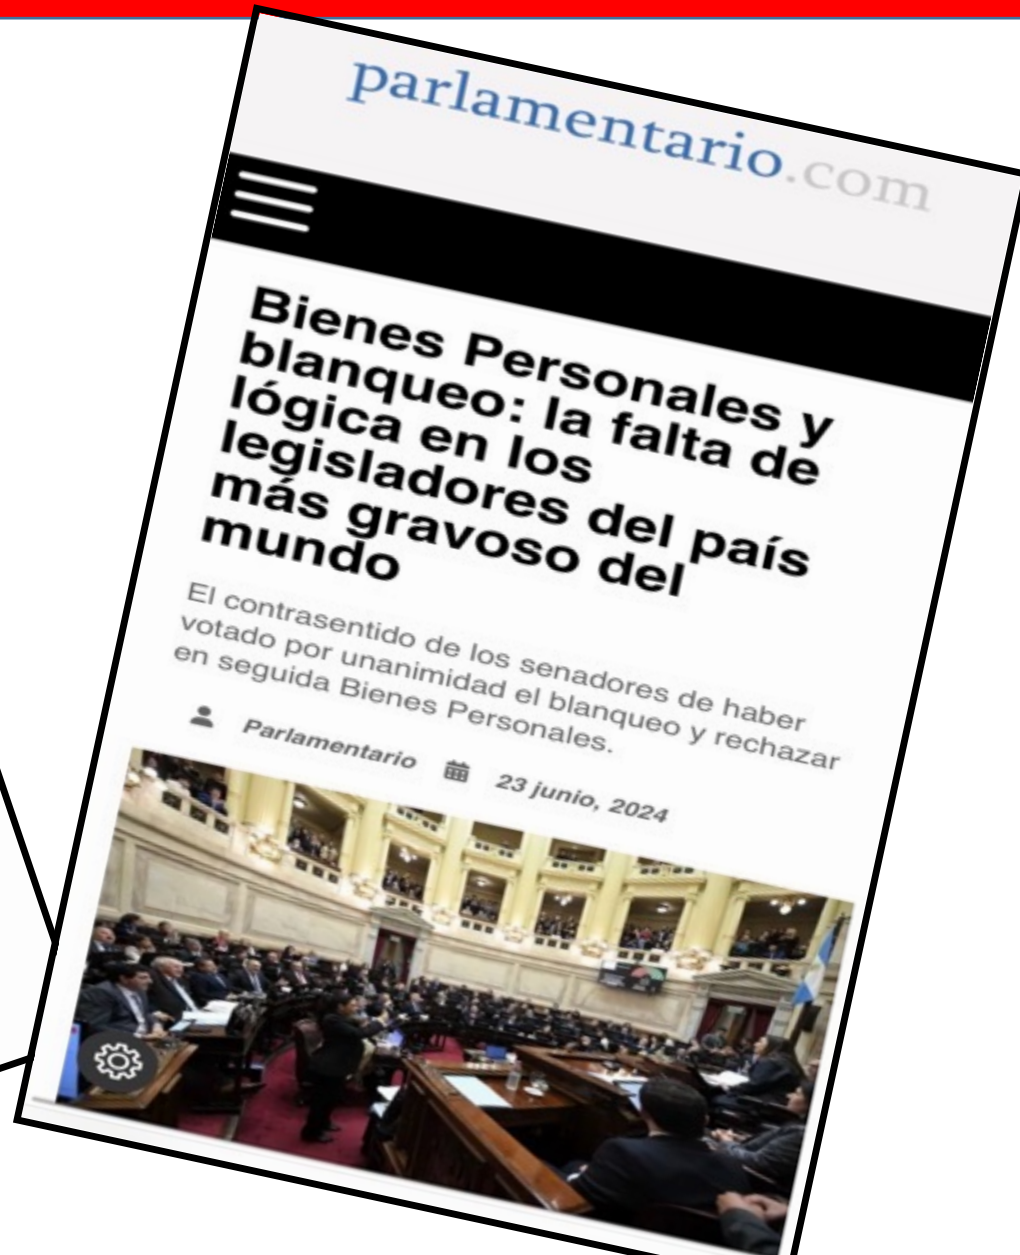 parlamentario.com
Bienes Personales y
blanqueo: la falta de
lógica en los
legisladores del país
más gravoso del
mundo
El contrasentido de los senadores de haber
votado por unanimidad el blanqueo y rechazar
en seguida Bienes Personales.
Parlamentario 23 junio, 2024